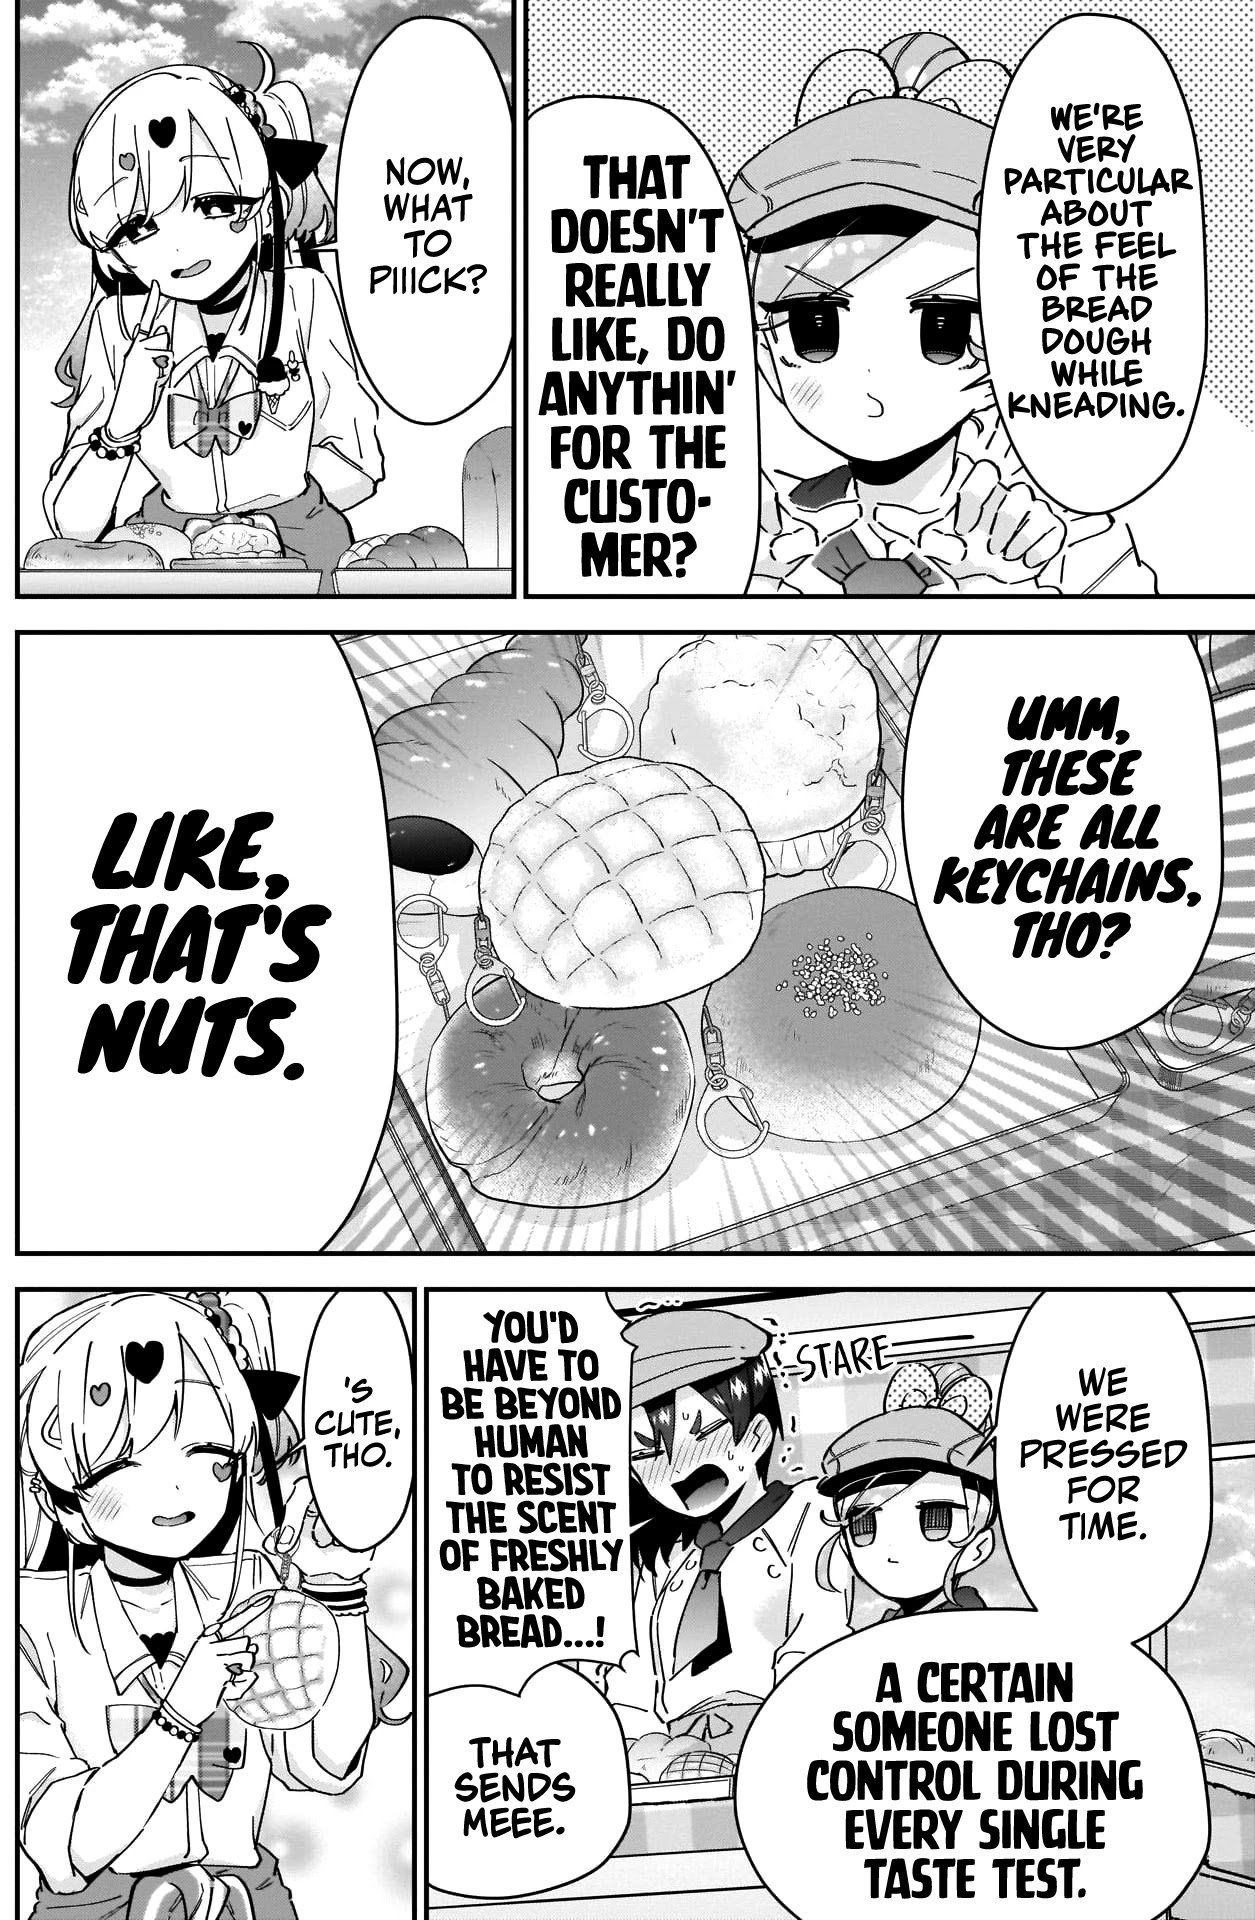 WE'RE
VERY
PARTICULAR
ABOUT
THE FEEL
OF THE
BREAD
DOUGH
WHILE
KNEADING.
THAT
DOESN'T
REALLY
LIKE, DO
ANYTHIN'
FOR THE
CUSTO-
MER?
NOW,
WHAT
TO
PIIICK?
UMM,
THESE
ARE ALL
KEYCHAINS,
THO?
LIKE,
THAT'S
NUTS.
WE
WERE
PRESSED
FOR
TIME.
A CERTAIN
SOMEONE LOST
CONTROL DURING
EVERY SINGLE
TASTE TEST.
STARE
YOU'D
HAVE TO
BE BEYOND
HUMAN
TO RESIST
THE SCENT
OF FRESHLY
BAKED
BREAD...!
THAT
SENDS
MEEE.
'S
CUTE,
THO.